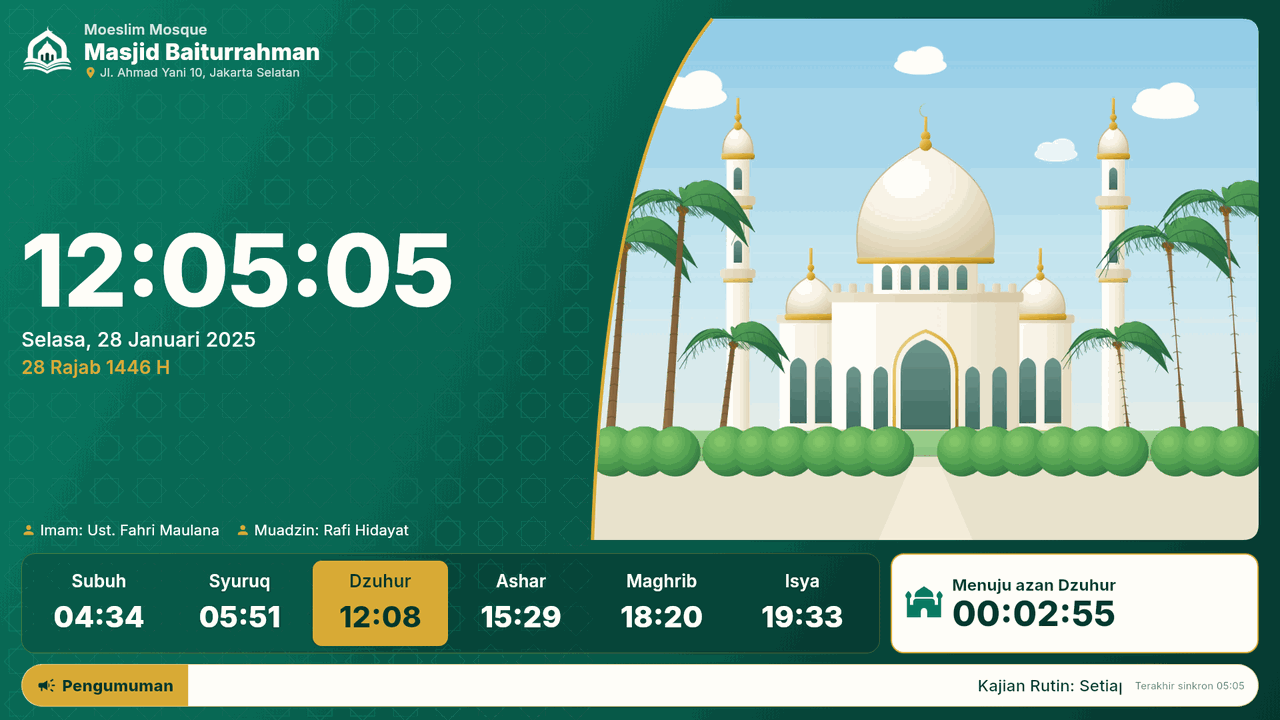 Moeslim Mosque
Masjid Baiturrahman
Jl. Ahmad Yani 10, Jakarta Selatan
12:05:05
Selasa, 28 Januari 2025
28 Rajab 1446 H
Imam: Ust. Fahri Maulana Muadzin: Rafi Hidayat
Subuh Syuruq Dzuhur Ashar Maghrib Isya
04:34 05:51 12:08 15:29 18:20 19:33
Menuju azan Dzuhur
00:02:55
Pengumuman Kajian Rutin: Terakhir sinkron 05:05